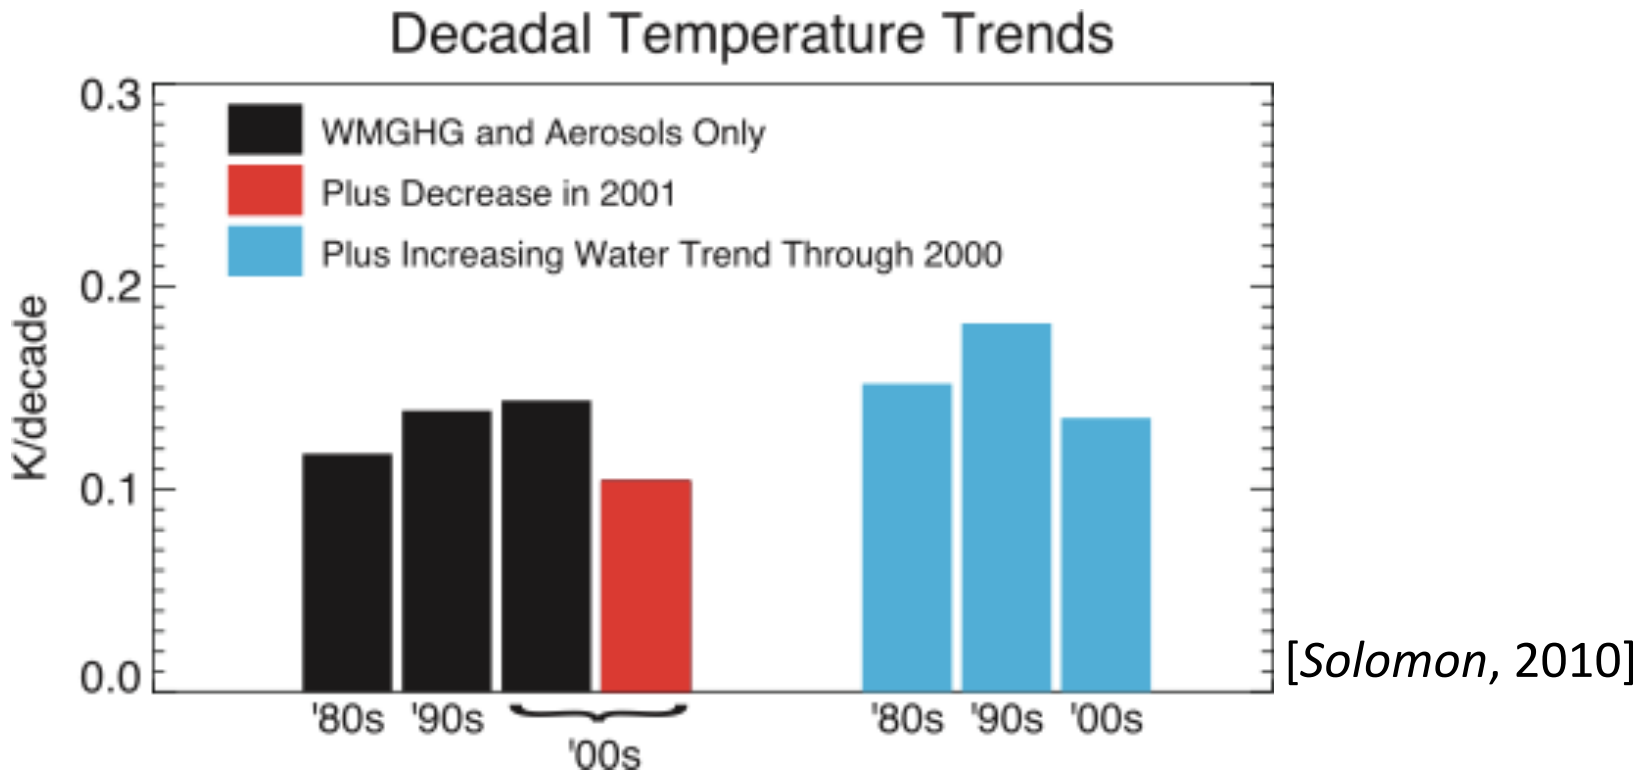 Decadal Temperature Trends
0.3
WMGHG and Aerosols Only
Plus Decrease in 2001
Plus Increasing Water Trend Through 2000
0.2
K/decade
0.1
0.0
[Solomon, 2010]
'80s '90s '80s '90s '00s
'00s